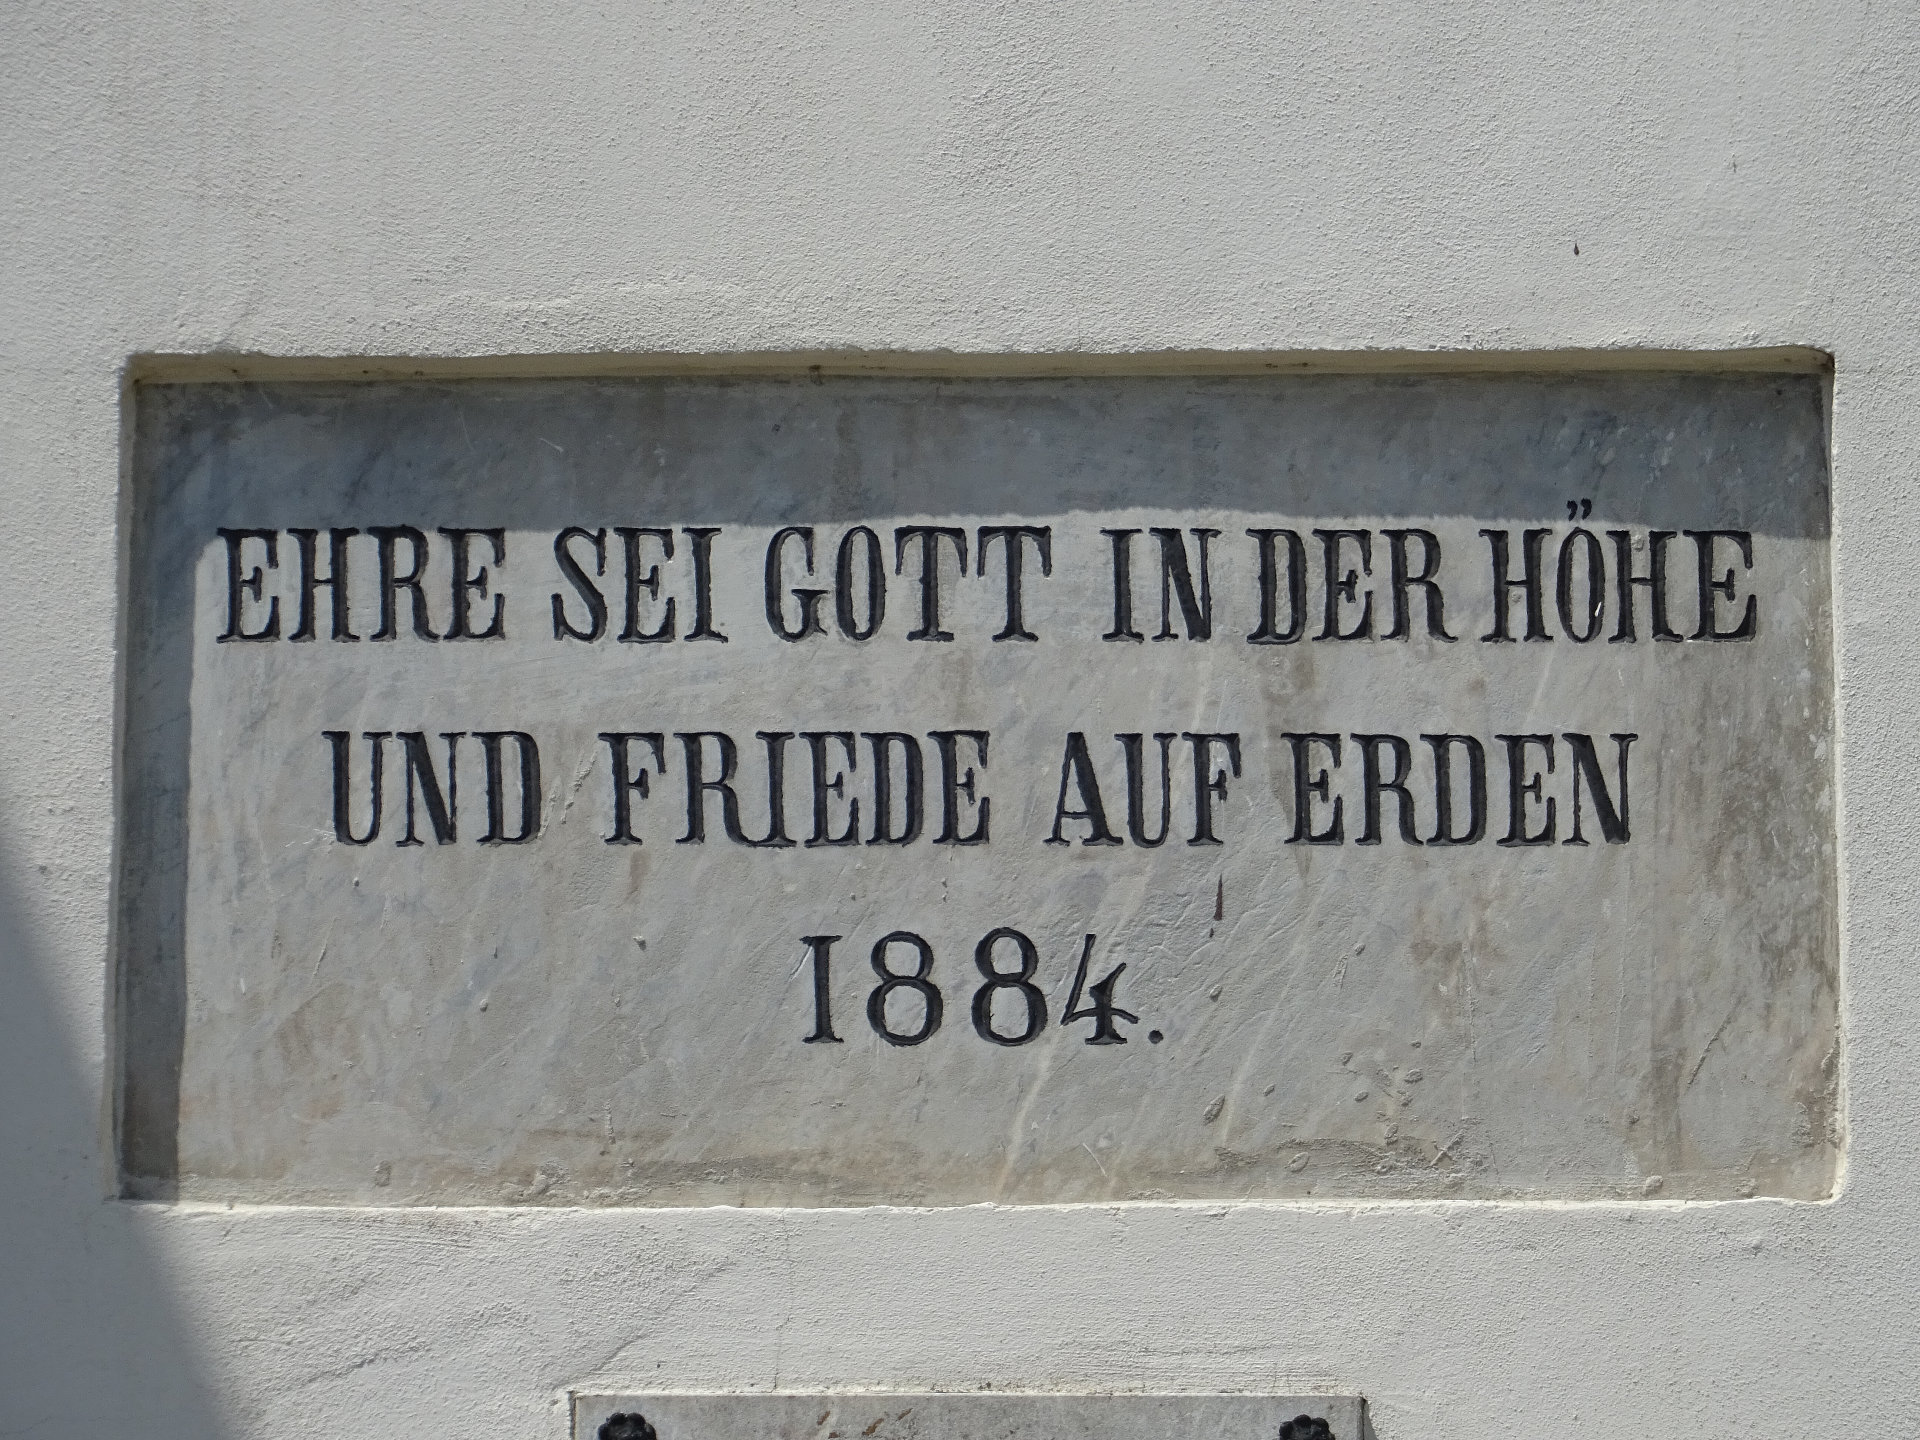 EHRE SEI GOTT IN DER HÖHE
UND FRIEDE AUF ERDEN
1884.